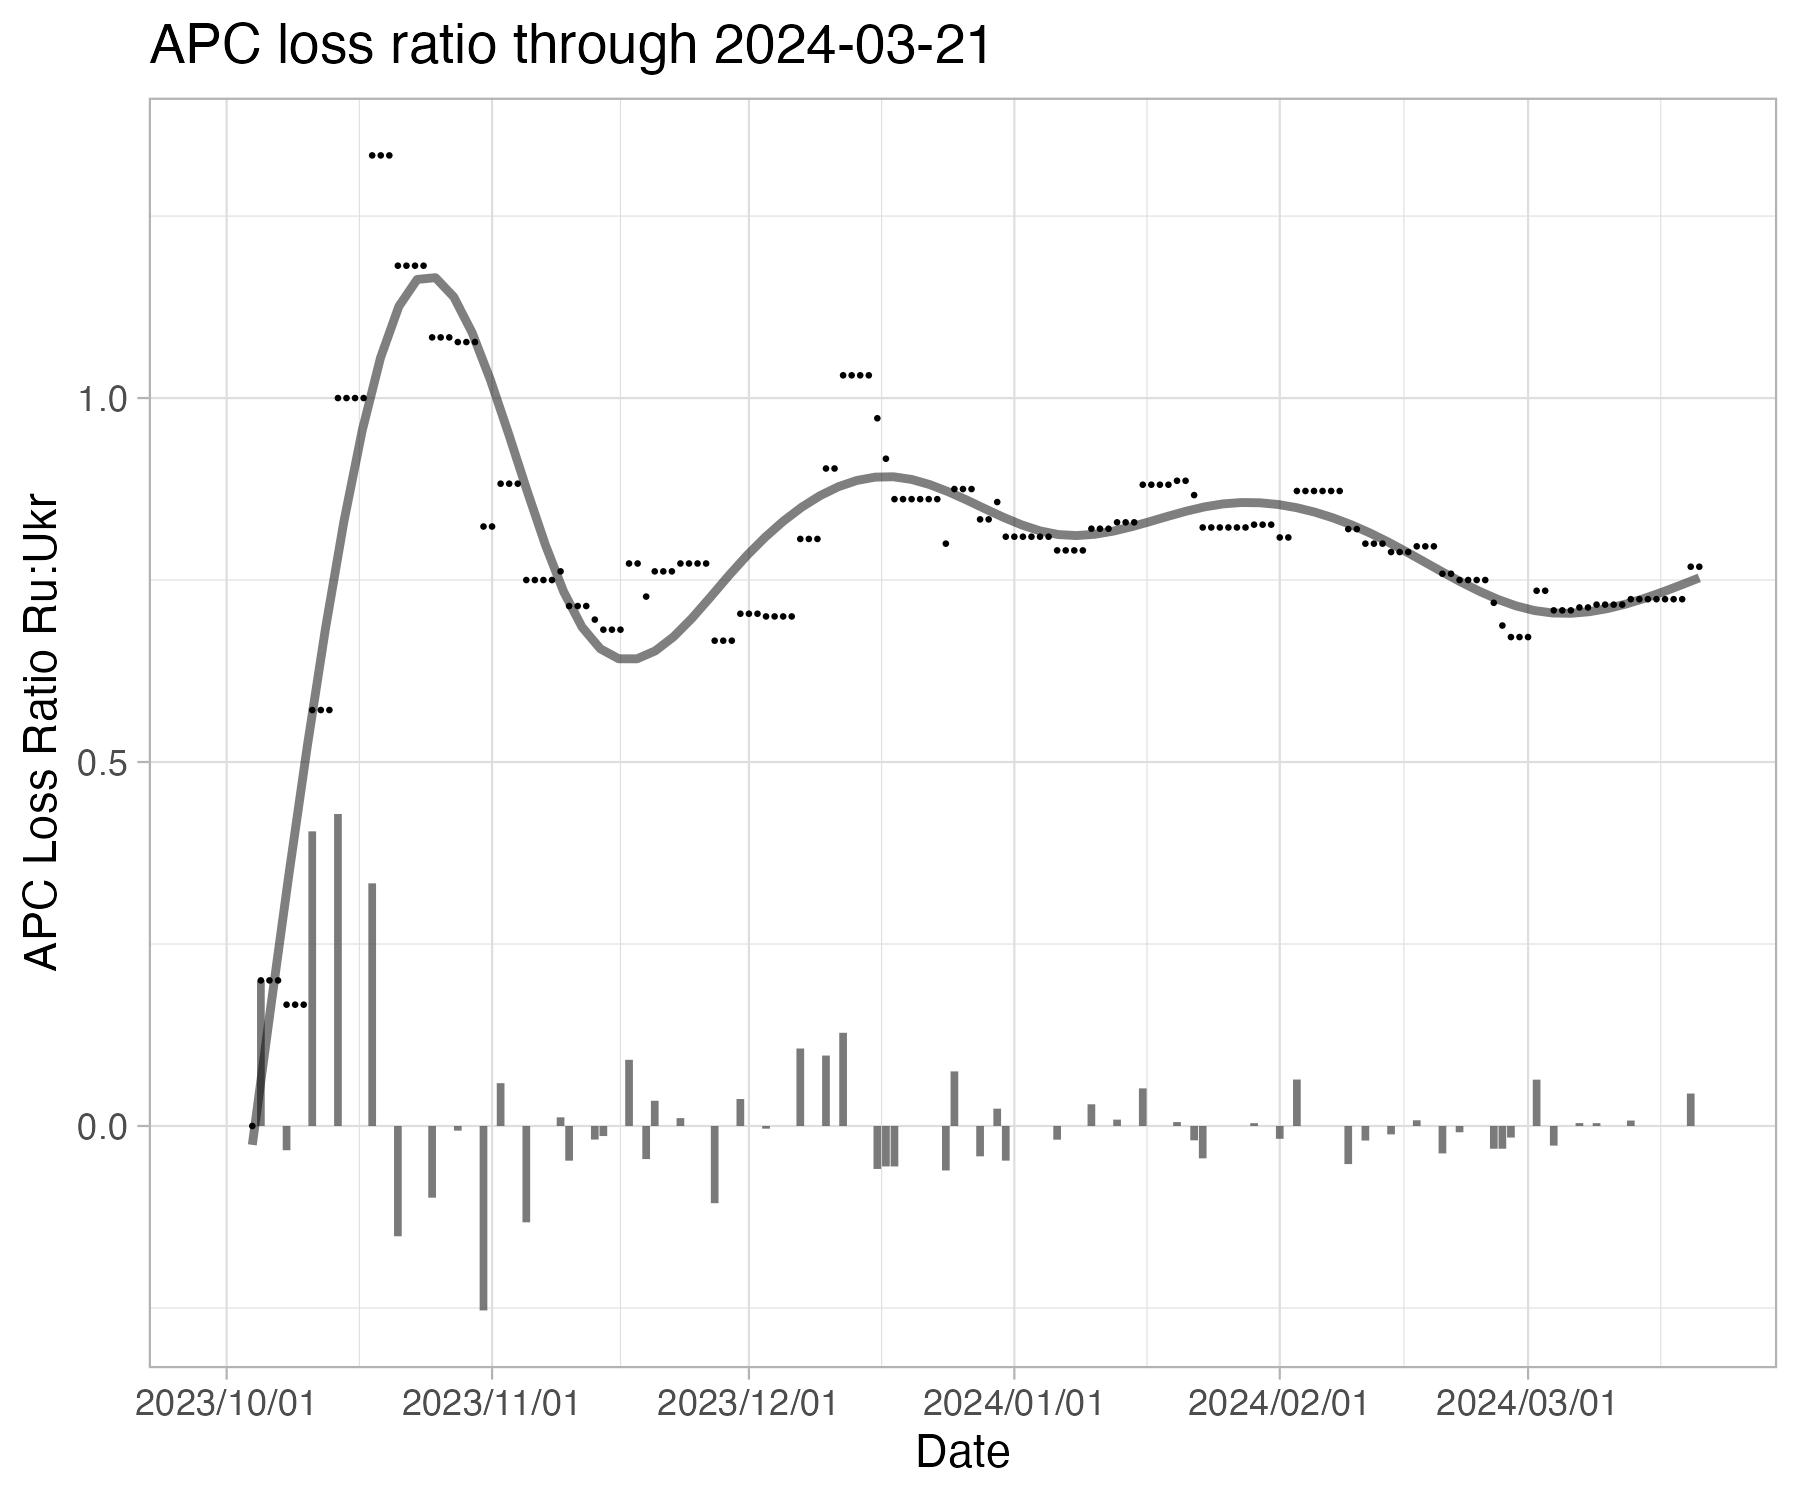 APC loss ratio through 2024-03-21
APC Loss Ratio Ru:Ukr
1.0
0.5
0.0
2023/10/01 2023/11/01 2023/12/01 2024/01/01 2024/02/01 2024/03/01
Date